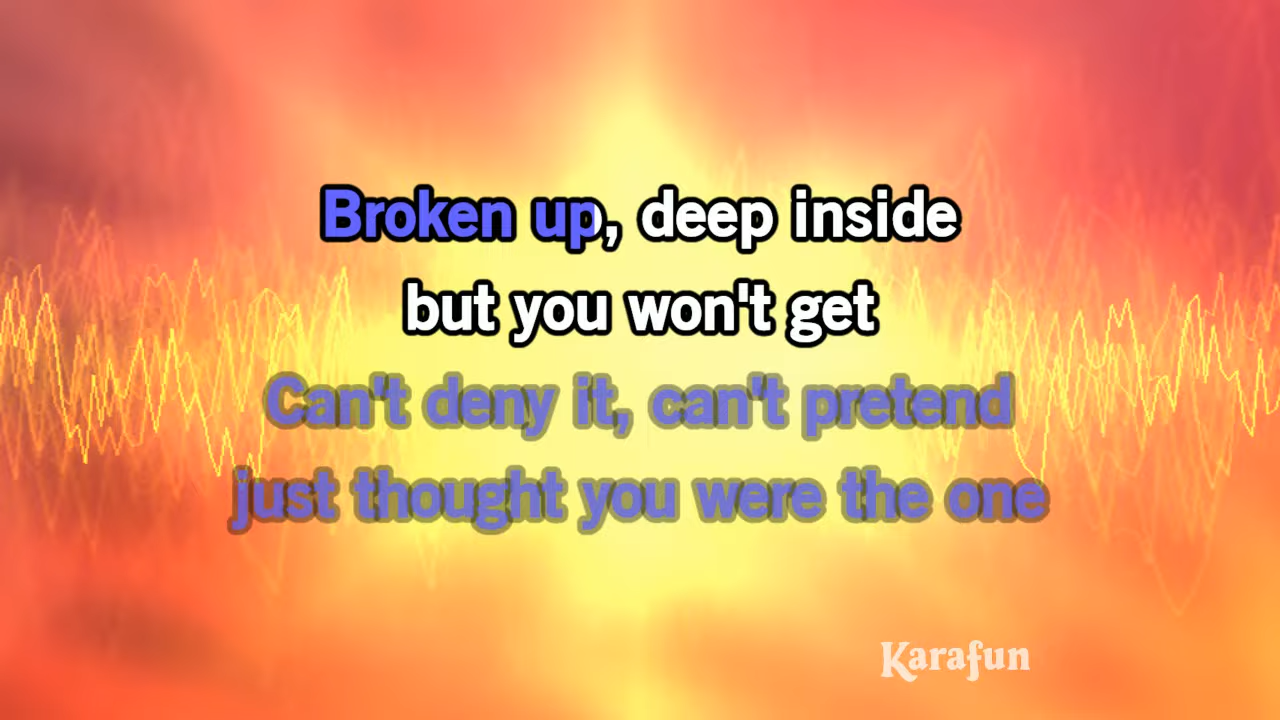 Broken up, deep inside
but you won't get
Can't deny it, can't pretend
just thought you were the one
Karafun